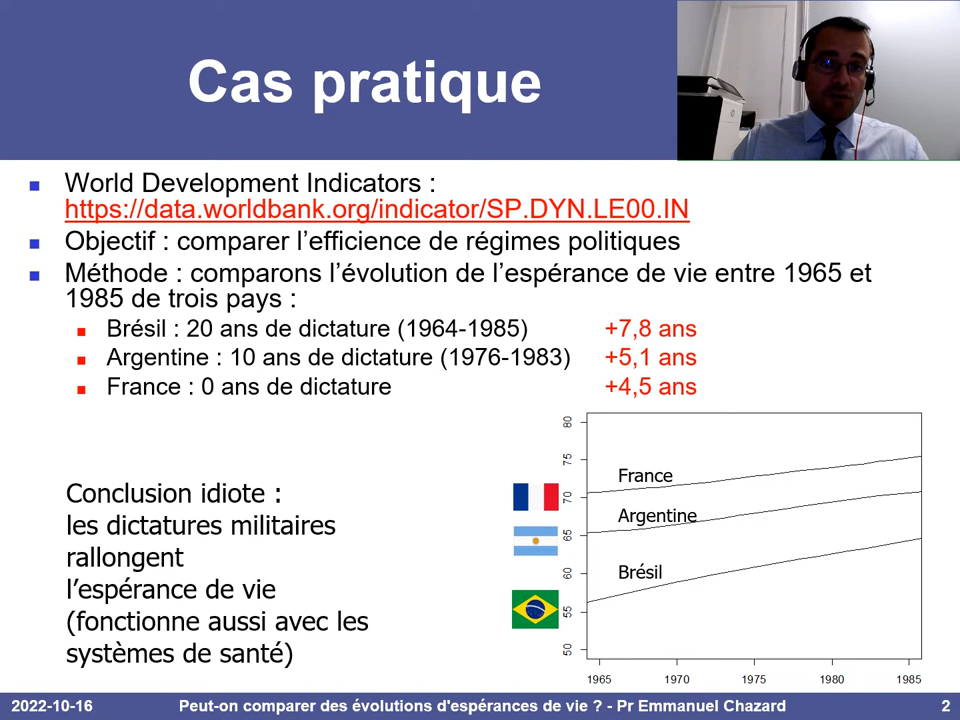 Cas pratique
World Development Indicators :
https://data.worldbank.org/indicator/SP.DYN.LE00.IN
Objectif : comparer l’efficience de régimes politiques
Méthode : comparons l’évolution de l’espérance de vie entre 1965 et
1985 de trois pays :
Brésil : 20 ans de dictature (1964-1985) +7,8 ans
Argentine : 10 ans de dictature (1976-1983) +5,1 ans
France : 0 ans de dictature +4,5 ans
Conclusion idiote :
les dictatures militaires
rallongent
l’espérance de vie
(fonctionne aussi avec les
systèmes de santé)
80
75
70
65
60
55
50
France
Argentine
Brésil
1965 1970 1975 1980 1985
2022-10-16 Peut-on comparer des évolutions d'espérances de vie ? - Pr Emmanuel Chazard 2